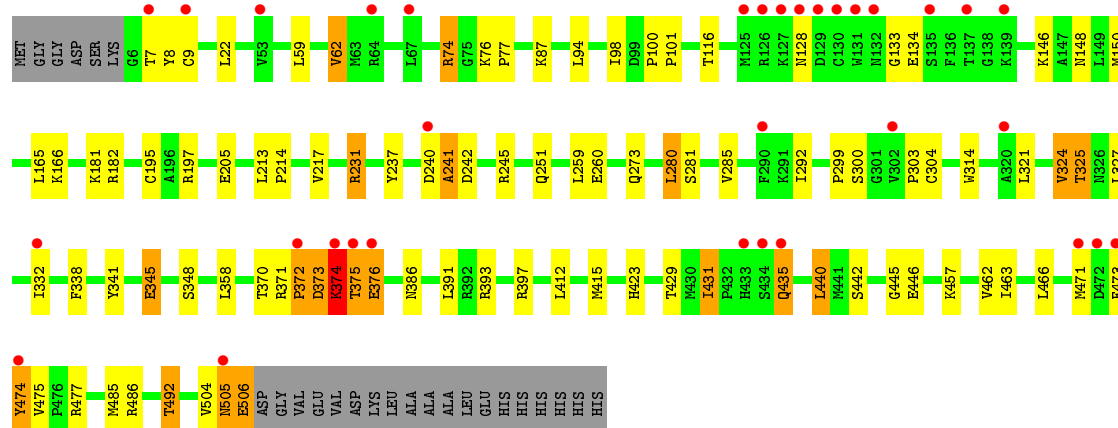 MET GLY GLY ASP SER LYS G6 T7 Y8 C9 L22 V53 L59 V62 M63 R64 L67 R74 G75 K76 P77 K87 L94 I98 D99 P100 P101 T116 M125 R126 K127 N128 D129 C130 W131 N132 G133 E134 S135 F136 T137 G138 K139 K146 A147 N148 L149 M150
L165 K166 K181 R182 C195 A196 R197 E205 L213 P214 V217 R231 Y237 D240 A241 D242 R245 Q251 L259 E260 Q273 L280 S281 V285 F290 K291 I292 P299 S300 G301 V302 P303 C304 W314 A320 L321 V324 T325 N326 L327
I332 F338 Y341 E345 S348 L358 T370 R371 P372 D373 K374 T375 E376 N386 L391 R392 R393 R397 L412 M415 H423 T429 M430 I431 P432 H433 S434 Q435 L440 M441 S442 G445 E446 K457 V462 I463 L466 M471 D472
Y474 V475 P476 R477 M485 R486 T492 V504 N505 E506 ASP GLY VAL GLU VAL ASP LYS LEU ALA ALA ALA LEU GLU HIS HIS HIS HIS HIS HIS